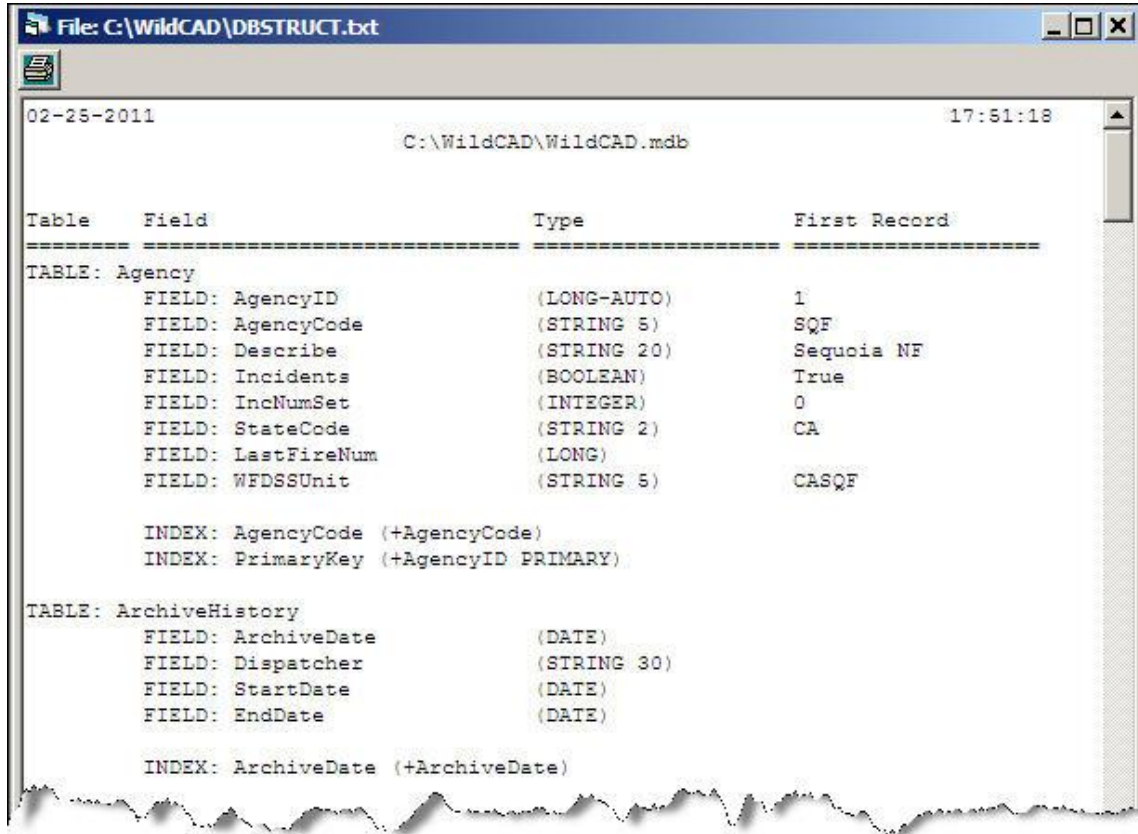 File: C:\WildCAD\DBSTRUCT.txt
02-25-2011 17:51:18
C:\WildCAD\WildCAD.mdb
Table Field Type First Record
======== ============================= =================== ===================
TABLE: Agency
FIELD: AgencyID (LONG-AUTO) 1
FIELD: AgencyCode (STRING 5) SQF
FIELD: Describe (STRING 20) Sequoia NF
FIELD: Incidents (BOOLEAN) True
FIELD: IncNumSet (INTEGER) 0
FIELD: StateCode (STRING 2) CA
FIELD: LastFireNum (LONG)
FIELD: WFDSSUnit (STRING 5) CASQF
INDEX: AgencyCode (+AgencyCode)
INDEX: PrimaryKey (+AgencyID PRIMARY)
TABLE: ArchiveHistory
FIELD: ArchiveDate (DATE)
FIELD: Dispatcher (STRING 30)
FIELD: StartDate (DATE)
FIELD: EndDate (DATE)
INDEX: ArchiveDate (+ArchiveDate)